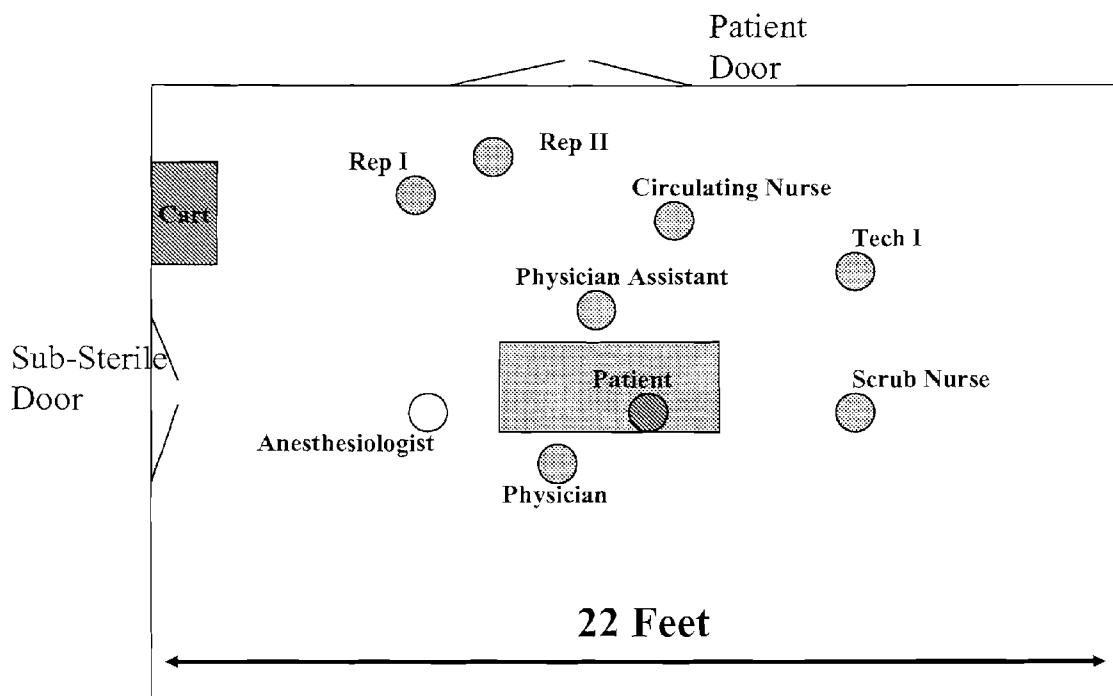 Patient
Door
Rep II
Rep I
Circulating Nurse
Cart
Tech I
Physician Assistant
Sub-Sterile
Door
Patient
Scrub Nurse
Anesthesiologist
Physician
22 Feet